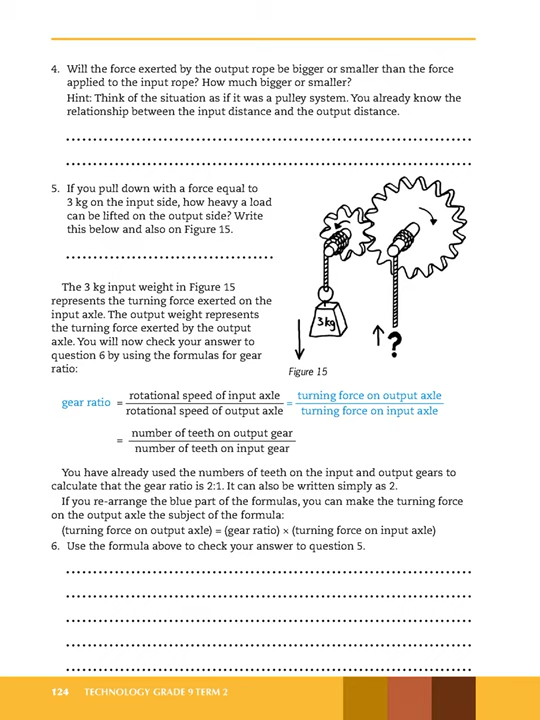 4. Will the force exerted by the output rope be bigger or smaller than the force
applied to the input rope? How much bigger or smaller?
Hint: Think of the situation as if it was a pulley system. You already know the
relationship between the input distance and the output distance.
5. If you pull down with a force equal to
3 kg on the input side, how heavy a load
can be lifted on the output side? Write
this below and also on Figure 15.
3kg
?
Figure 15
The 3 kg input weight in Figure 15
represents the turning force exerted on the
input axle. The output weight represents
the turning force exerted by the output
axle. You will now check your answer to
question 6 by using the formulas for gear
ratio:
gear ratio = rotational speed of input axle / rotational speed of output axle = turning force on output axle / turning force on input axle
= number of teeth on output gear / number of teeth on input gear
You have already used the numbers of teeth on the input and output gears to
calculate that the gear ratio is 2:1. It can also be written simply as 2.
If you re-arrange the blue part of the formulas, you can make the turning force
on the output axle the subject of the formula:
(turning force on output axle) = (gear ratio) × (turning force on input axle)
6. Use the formula above to check your answer to question 5.
124 TECHNOLOGY GRADE 9 TERM 2